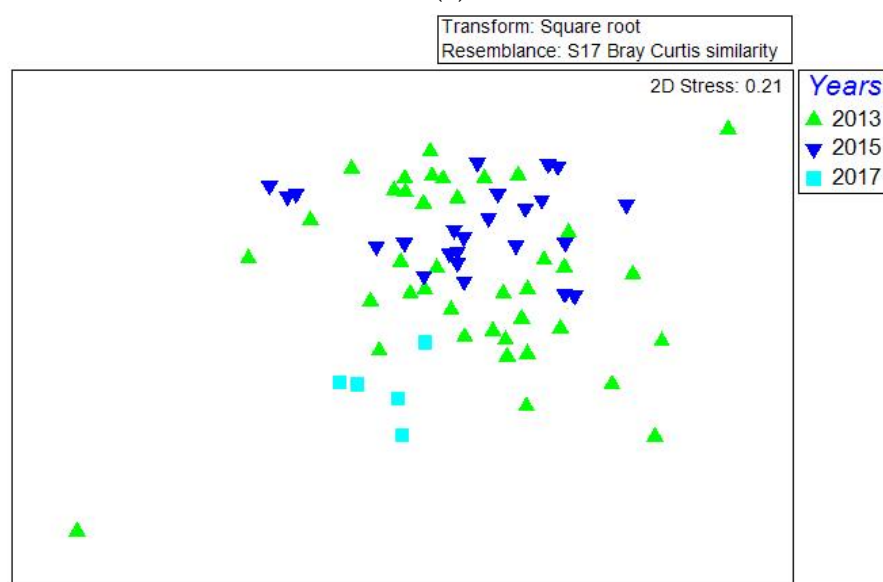 Transform: Square root
Resemblance: S17 Bray Curtis similarity
2D Stress: 0.21
Years
2013
2015
2017